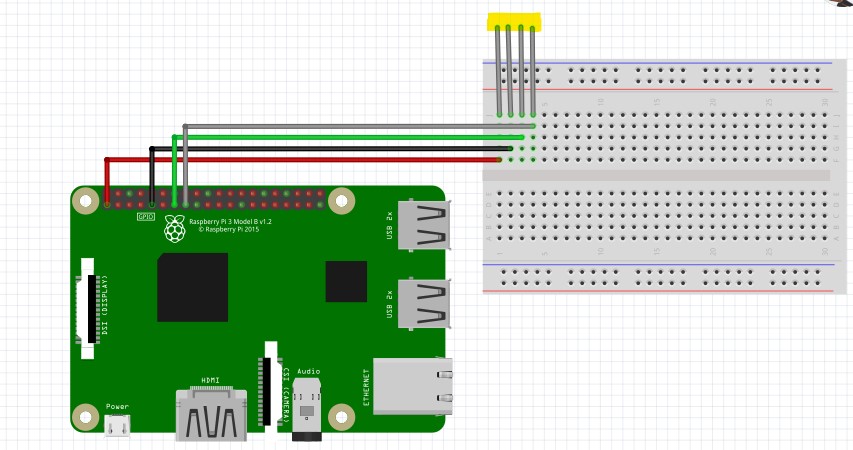 GPIO
Raspberry Pi 3 Model B v1.2
© Raspberry Pi 2015
USB 2x
USB 2x
DSI (DISPLAY)
HDMI
CSI (CAMERA)
Audio
ETHERNET
Power